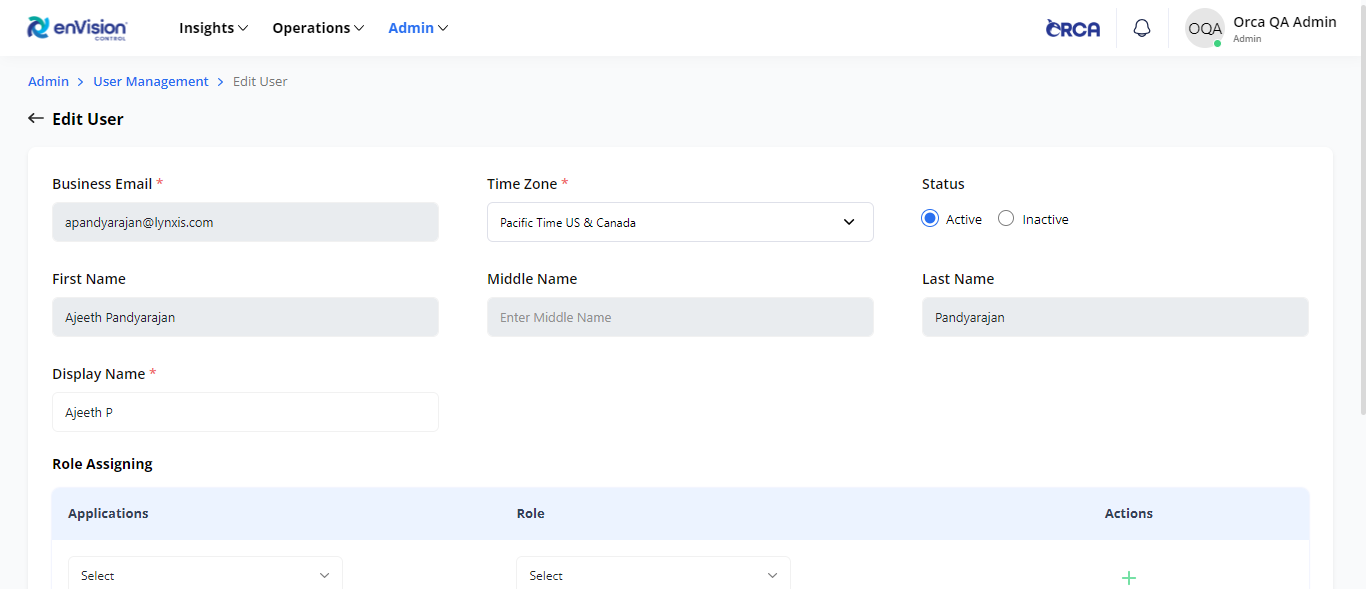 enVision
CONTROL
Insights Operations Admin
ORCA
OQA
Orca QA Admin
Admin
Admin > User Management > Edit User
← Edit User
Business Email *
Time Zone *
Status
apandyarajan@lynxis.com
Pacific Time US & Canada
Active Inactive
First Name
Middle Name
Last Name
Ajeeth Pandyarajan
Enter Middle Name
Pandyarajan
Display Name *
Ajeeth P
Role Assigning
Applications Role Actions
Select Select +